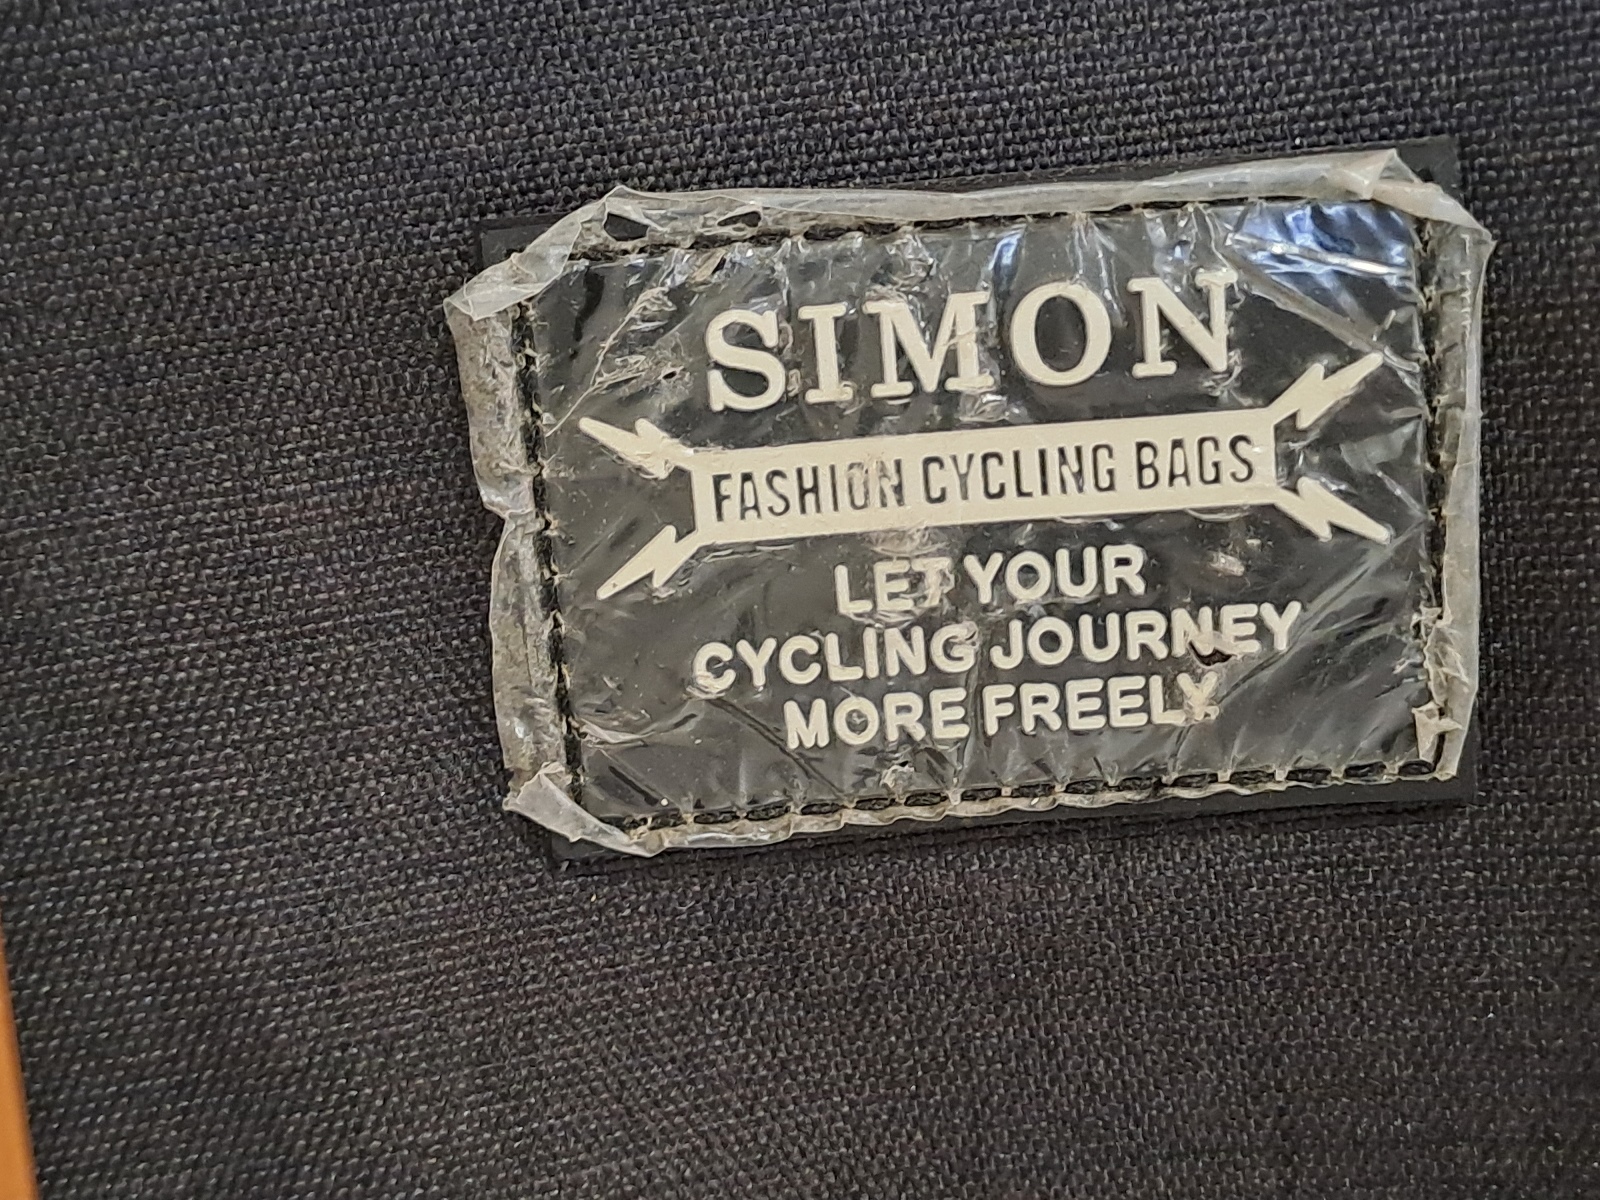 SIMON
FASHION CYCLING BAGS
LET YOUR
CYCLING JOURNEY
MORE FREELY